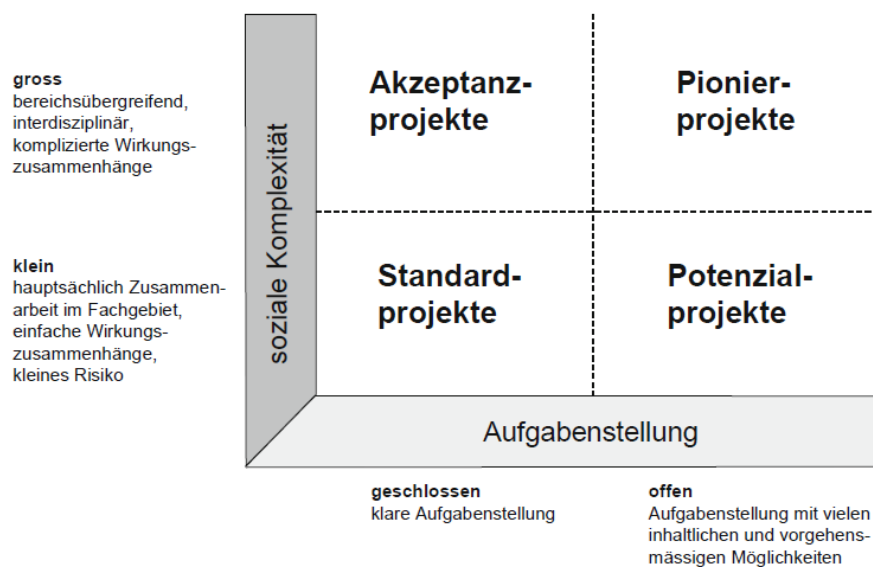 gross
bereichsübergreifend,
interdisziplinär,
komplizierte Wirkungs-
zusammenhänge
klein
hauptsächlich Zusammen-
arbeit im Fachgebiet,
einfache Wirkungs-
zusammenhänge,
kleines Risiko
soziale Komplexität
Akzeptanz-
projekte
Pionier-
projekte
Standard-
projekte
Potenzial-
projekte
Aufgabenstellung
geschlossen
klare Aufgabenstellung
offen
Aufgabenstellung mit vielen
inhaltlichen und vorgehens-
mässigen Möglichkeiten